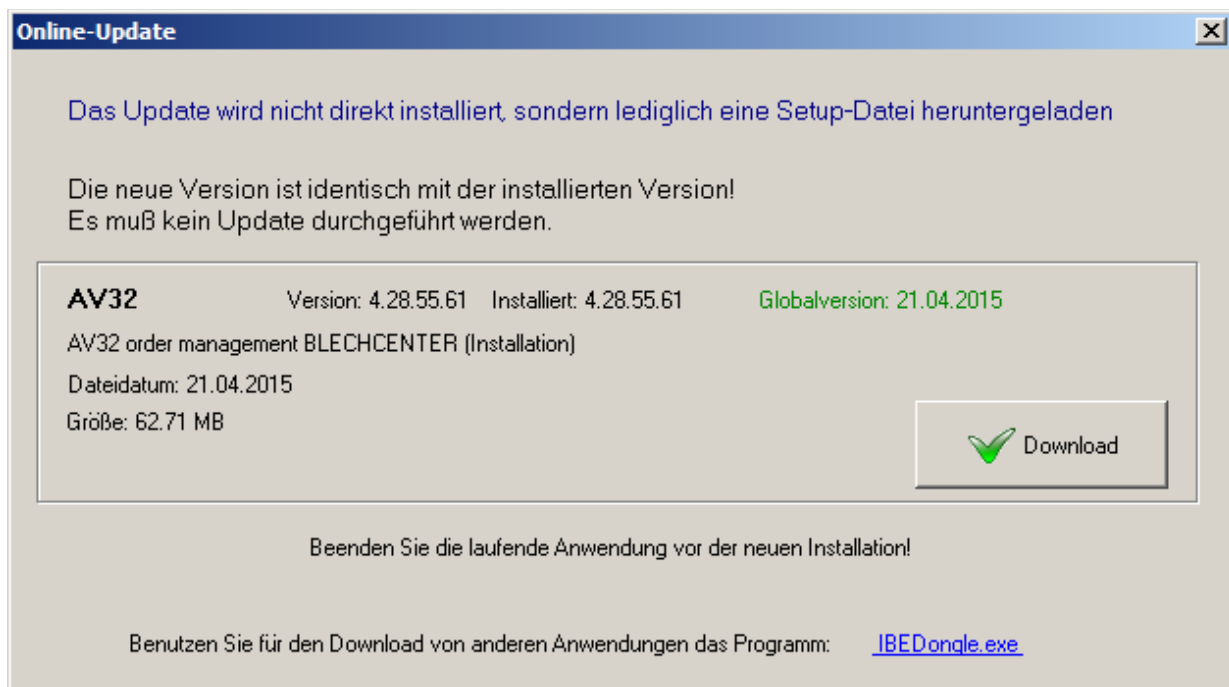 Online-Update
Das Update wird nicht direkt installiert, sondern lediglich eine Setup-Datei heruntergeladen
Die neue Version ist identisch mit der installierten Version!
Es muß kein Update durchgeführt werden.
AV32 Version: 4.28.55.61 Installiert: 4.28.55.61 Globalversion: 21.04.2015
AV32 order management BLECHCENTER (Installation)
Dateidatum: 21.04.2015
Größe: 62.71 MB
Download
Beenden Sie die laufende Anwendung vor der neuen Installation!
Benutzen Sie für den Download von anderen Anwendungen das Programm: IBEDongle.exe